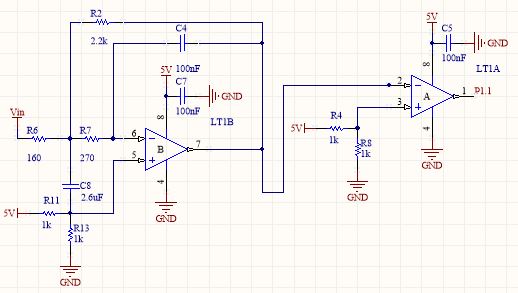 R2
2.2k
C4
100nF
5V
C7
100nF
GND
LT1B
8
6
5
B
7
4
GND
Vin
R6
160
R7
270
C8
2.6uF
5V
R11
1k
R13
1k
GND
5V
C5
100nF
GND
LT1A
8
2
3
A
1
P1.1
4
GND
5V
R4
1k
R8
1k
GND